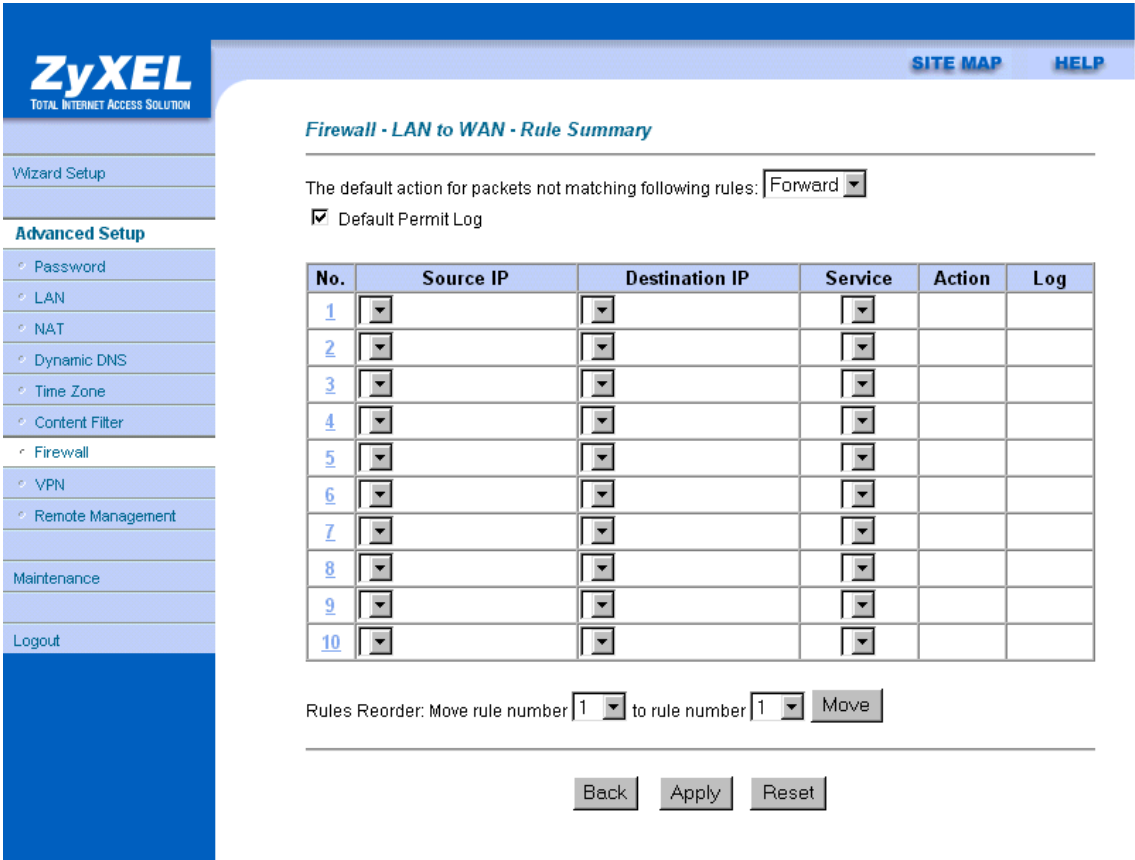 ZyXEL
TOTAL INTERNET ACCESS SOLUTION
SITE MAP HELP
Wizard Setup
Advanced Setup
Password
LAN
NAT
Dynamic DNS
Time Zone
Content Filter
Firewall
VPN
Remote Management
Maintenance
Logout
Firewall - LAN to WAN - Rule Summary
The default action for packets not matching following rules: Forward
Default Permit Log
No. Source IP Destination IP Service Action Log
1
2
3
4
5
6
7
8
9
10
Rules Reorder: Move rule number 1 to rule number 1 Move
Back Apply Reset